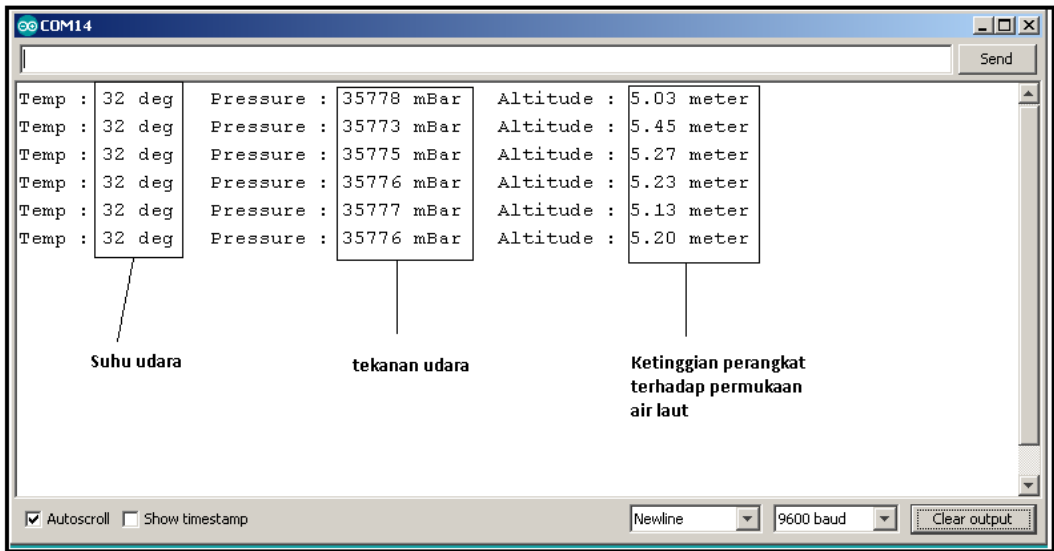 COM14
Send
Temp : 32 deg Pressure : 35778 mBar Altitude : 5.03 meter
Temp : 32 deg Pressure : 35773 mBar Altitude : 5.45 meter
Temp : 32 deg Pressure : 35775 mBar Altitude : 5.27 meter
Temp : 32 deg Pressure : 35776 mBar Altitude : 5.23 meter
Temp : 32 deg Pressure : 35777 mBar Altitude : 5.13 meter
Temp : 32 deg Pressure : 35776 mBar Altitude : 5.20 meter
Suhu udara
tekanan udara
Ketinggian perangkat
terhadap permukaan
air laut
Autoscroll Show timestamp Newline 9600 baud Clear output